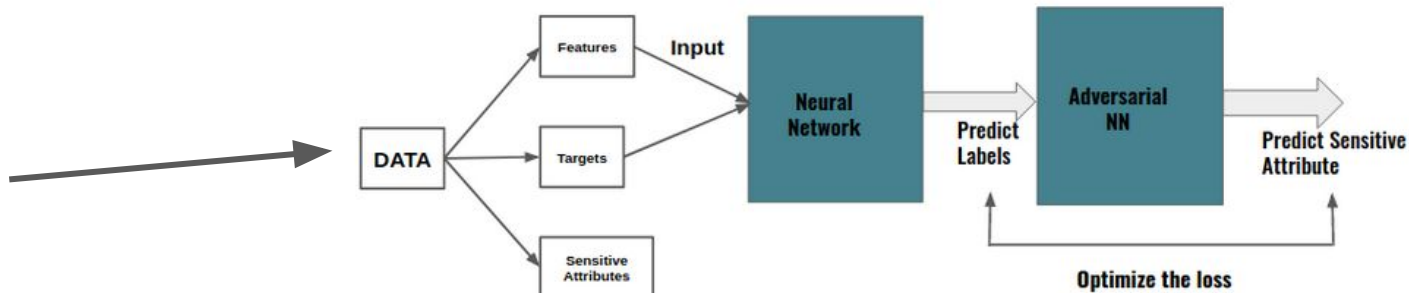 Features
Input
DATA
Targets
Sensitive
Attributes
Neural
Network
Predict
Labels
Adversarial
NN
Predict Sensitive
Attribute
Optimize the loss